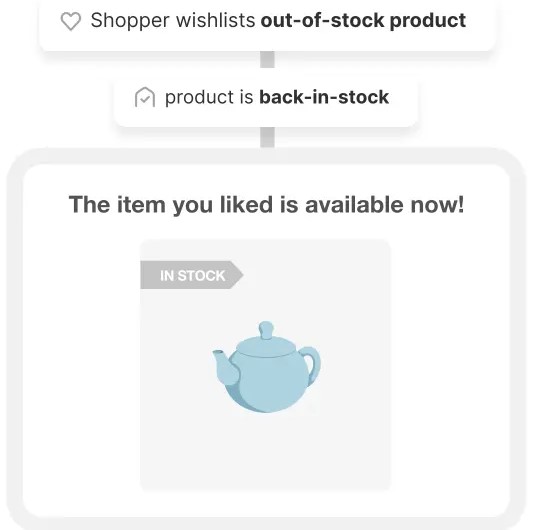 Shopper wishlists out-of-stock product
product is back-in-stock
The item you liked is available now!
IN STOCK